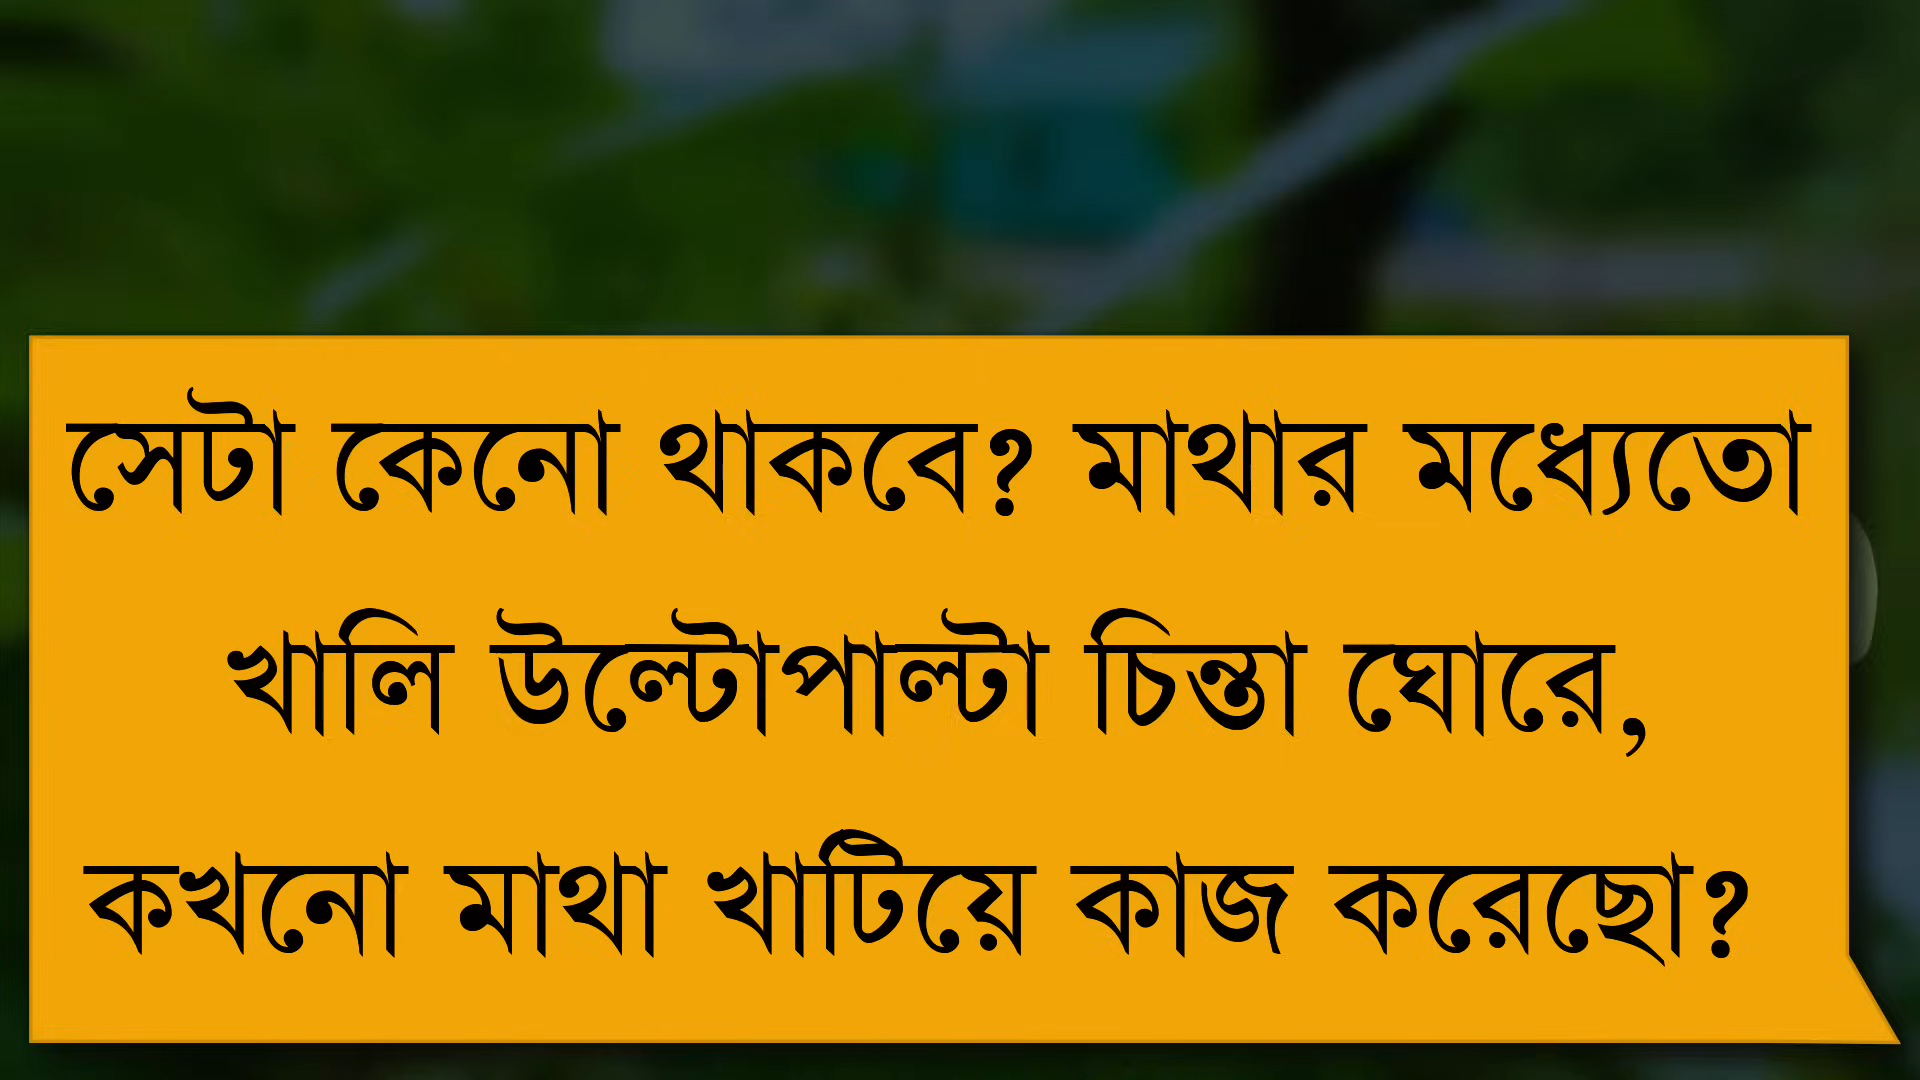 সেটা কেনো থাকবে? মাথার মধ্যেতো
খালি উল্টোপাল্টা চিন্তা ঘোরে,
কখনো মাথা খাটিয়ে কাজ করেছো?